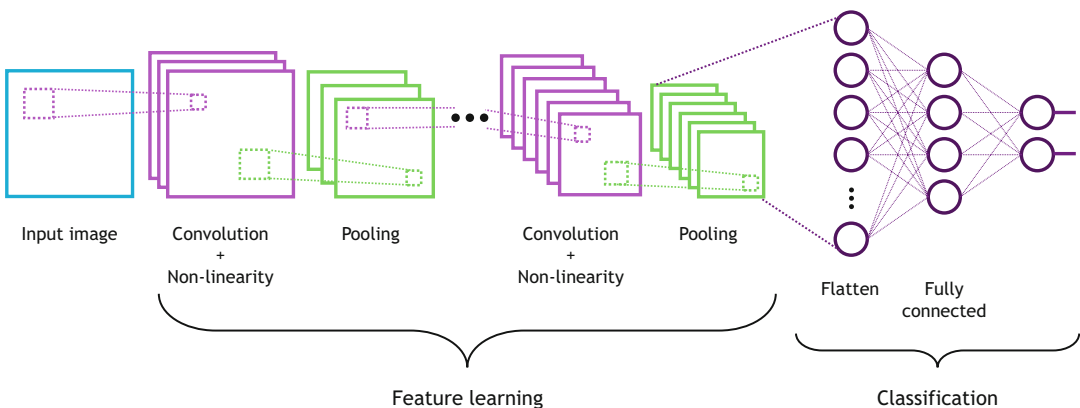 Input image
Convolution
+
Non-linearity
Pooling
Convolution
+
Non-linearity
Pooling
Flatten
Fully
connected
Feature learning
Classification